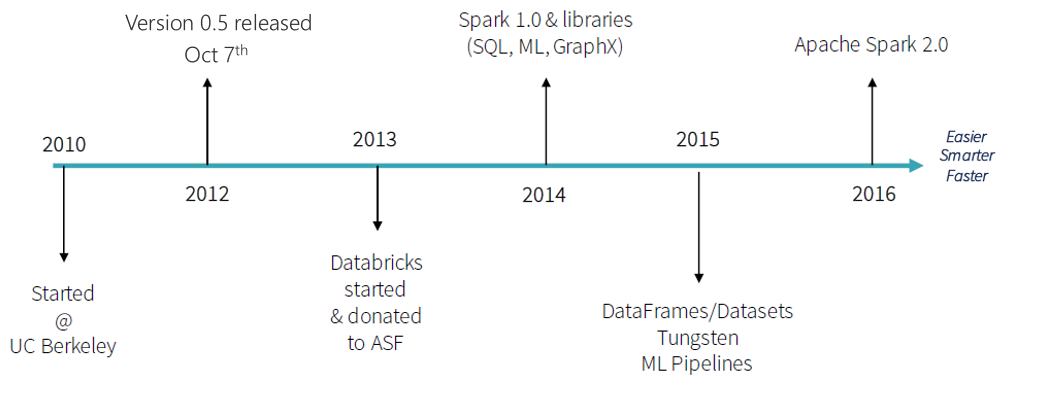 Version 0.5 released
Oct 7th
Spark 1.0 & libraries
(SQL, ML, GraphX)
Apache Spark 2.0
2010
2013
2015
Easier
Smarter
Faster
2012
2014
2016
Started
@
UC Berkeley
Databricks
started
& donated
to ASF
DataFrames/Datasets
Tungsten
ML Pipelines